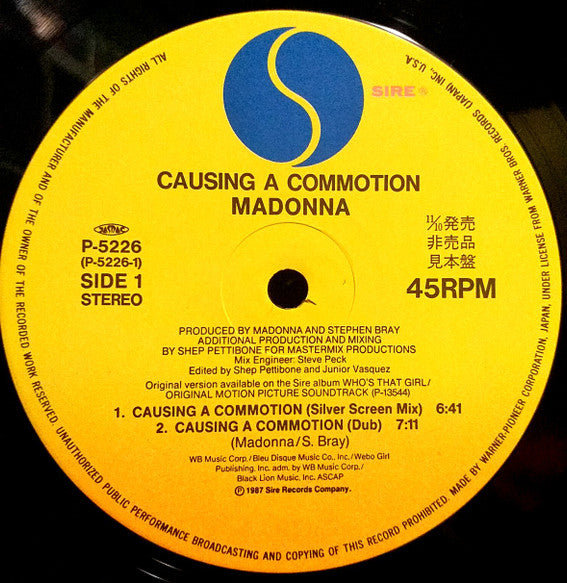 SIRE®
CAUSING A COMMOTION
MADONNA
JASRAC
P-5226
(P-5226-1)
SIDE 1
STEREO
11/10発売
非売品
見本盤
45RPM
PRODUCED BY MADONNA AND STEPHEN BRAY
ADDITIONAL PRODUCTION AND MIXING
BY SHEP PETTIBONE FOR MASTERMIX PRODUCTIONS
Mix Engineer: Steve Peck
Edited by Shep Pettibone and Junior Vasquez
Original version available on the Sire album WHO'S THAT GIRL/
ORIGINAL MOTION PICTURE SOUNDTRACK (P-13544)
1. CAUSING A COMMOTION (Silver Screen Mix) 6:41
2. CAUSING A COMMOTION (Dub) 7:11
(Madonna/S. Bray)
WB Music Corp./Bleu Disque Music Co., Inc./Webo Girl
Publishing, Inc. adm. by WB Music Corp./
Black Lion Music, Inc. ASCAP
Ⓟ1987 Sire Records Company.
ALL RIGHTS OF THE MANUFACTURER AND OF THE OWNER OF THE RECORDED WORK RESERVED. UNAUTHORIZED PUBLIC PERFORMANCE BROADCASTING AND COPYING OF THIS RECORD PROHIBITED. MADE BY WARNER-PIONEER CORPORATION, JAPAN, UNDER LICENSE FROM WARNER BROS. RECORDS (JAPAN) INC., U.S.A.